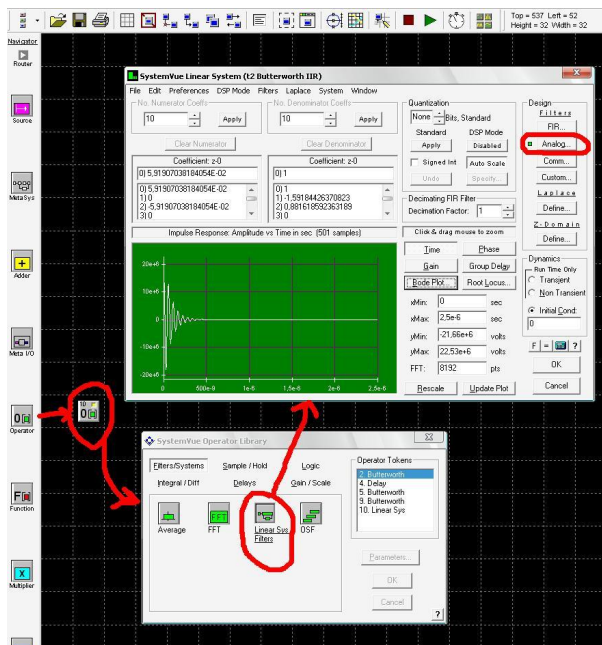 Top = 537 Left = 52
Height = 32 Width = 32
Navigator
Router
Source
MetaSys
Adder
Meta I/O
Operator
Function
Multiplier
SystemVue Linear System (t2 Butterworth IIR)
File Edit Preferences DSP Mode Filters Laplace System Window
No. Numerator Coeffs
10
Apply
Clear Numerator
Coefficient: z-0
0) 5,91907038184054E-02
0) 5,91907038184054E-02
1) 0
2) -5,91907038184054E-02
3) 0
No. Denominator Coeffs
10
Apply
Clear Denominator
Coefficient: z-0
0) 1
0) 1
1) -1,59184426370823
2) 0,881618592363189
3) 0
Quantization
None Bits, Standard
Standard DSP Mode
Apply Disabled
Signed Int Auto Scale
Undo Specify...
Decimating FIR Filter
Decimation Factor: 1
Design
Filters
FIR...
Analog...
Comm...
Custom...
Laplace
Define...
Z-Domain
Define...
Impulse Response: Amplitude vs Time in sec (501 samples)
20e+6
10e+6
0
-10e+6
-20e+6
0 500e-9 1e-6 1,5e-6 2e-6 2,5e-6
Click & drag mouse to zoom
Time Phase
Gain Group Delay
Bode Plot... Root Locus...
xMin: 0 sec
xMax: 2,5e-6 sec
yMin: -21,66e+6 volts
yMax: 22,53e+6 volts
FFT: 8192 pts
Rescale Update Plot
Dynamics
Run Time Only
Transient
Non Transient
Initial Cond:
0
F = ?
OK
Cancel
10
SystemVue Operator Library
Filters/Systems Sample / Hold Logic
Integral / Diff Delays Gain / Scale
FFT
Average
FFT
Linear Sys
Filters
OSF
Operator Tokens
2. Butterworth
4. Delay
5. Butterworth
9. Butterworth
10. Linear Sys
Parameters...
OK
Cancel
?